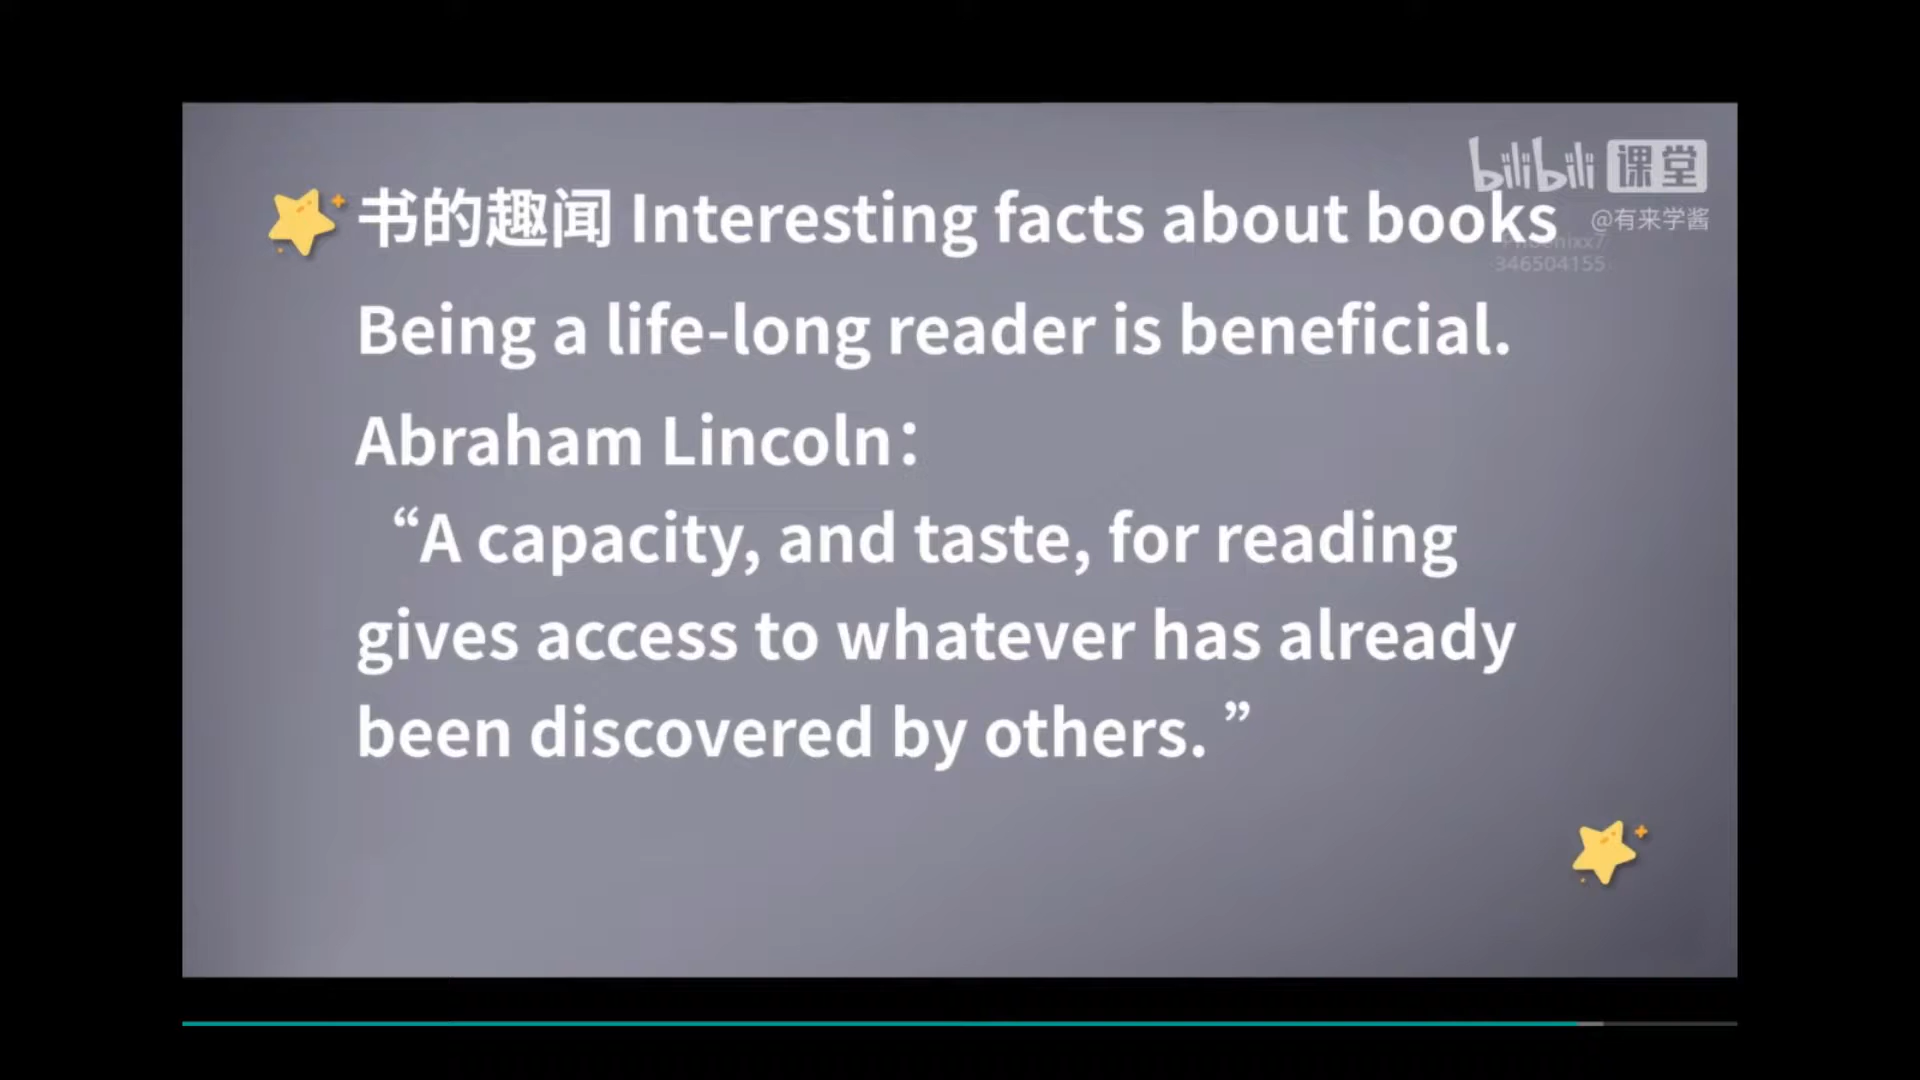 bilibili 课堂
书的趣闻 Interesting facts about books
@有来学酱
Phoenixx7
346504155
Being a life-long reader is beneficial.
Abraham Lincoln：
“A capacity, and taste, for reading
gives access to whatever has already
been discovered by others.”